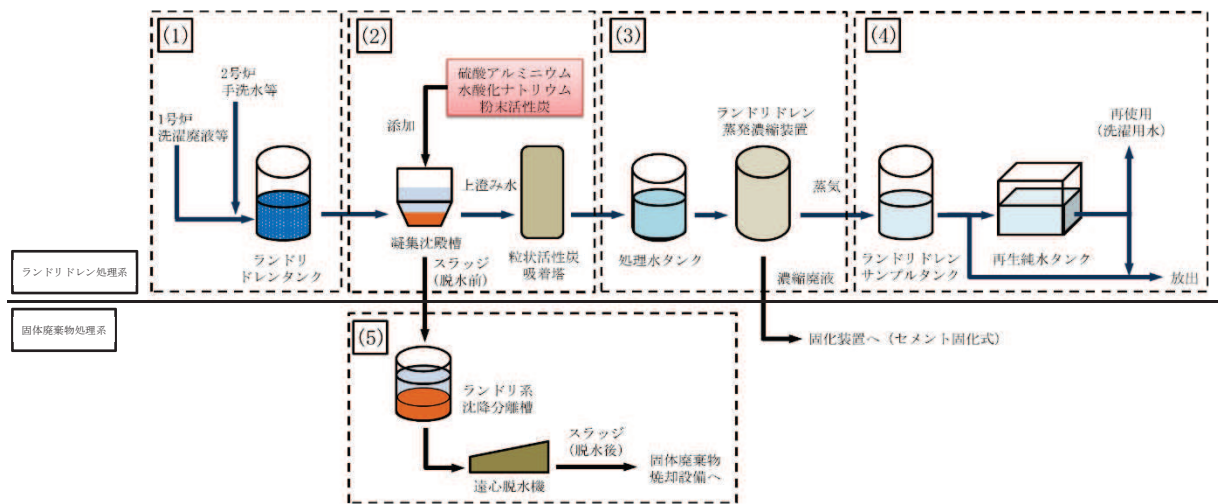 (1)
2号炉
手洗水等
1号炉
洗濯廃液等
ランドリ
ドレンタンク
(2)
硫酸アルミニウム
水酸化ナトリウム
粉末活性炭
添加
凝集沈殿槽
上澄み水
スラッジ
(脱水前)
粒状活性炭
吸着塔
(3)
ランドリドレン
蒸発濃縮装置
処理水タンク
蒸気
濃縮廃液
(4)
再使用
(洗濯用水)
ランドリドレン
サンプルタンク
再生純水タンク
放出
ランドリドレン処理系
固体廃棄物処理系
固化装置へ(セメント固化式)
(5)
ランドリ系
沈降分離槽
遠心脱水機
スラッジ
(脱水後)
固体廃棄物
焼却設備へ